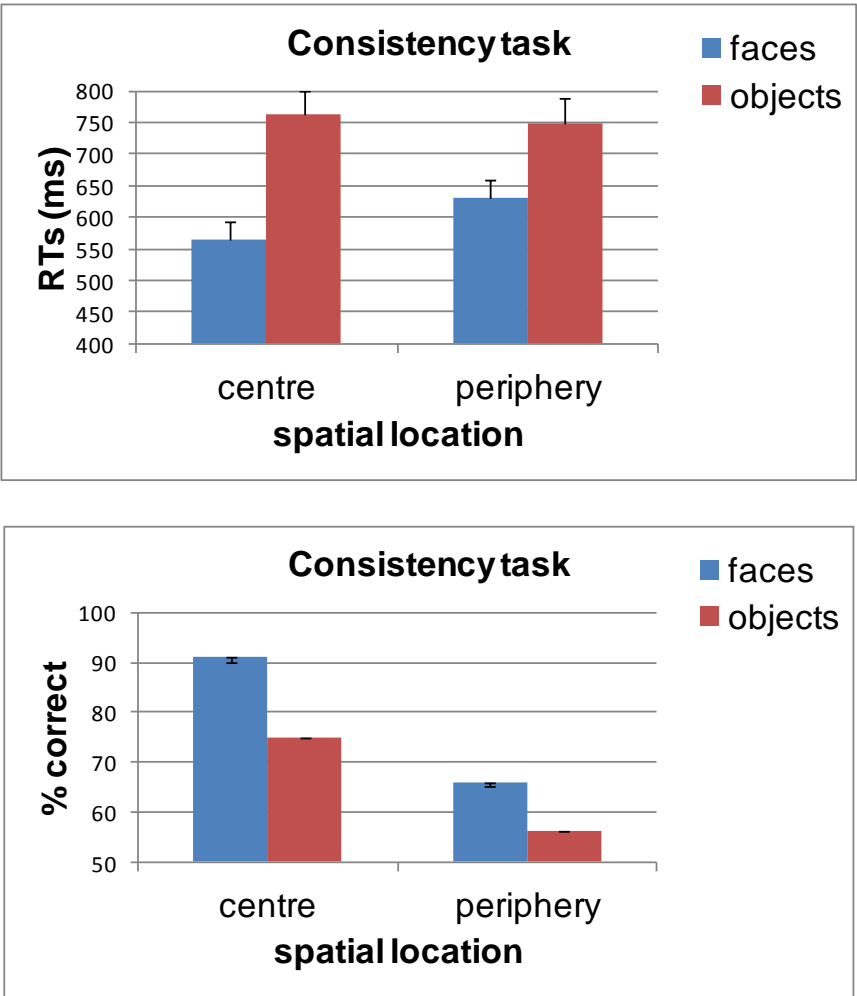 Consistency task
faces
objects
800
750
700
650
600
550
500
450
400
RTs (ms)
centre periphery
spatial location
Consistency task
faces
objects
100
90
80
70
60
50
% correct
centre periphery
spatial location